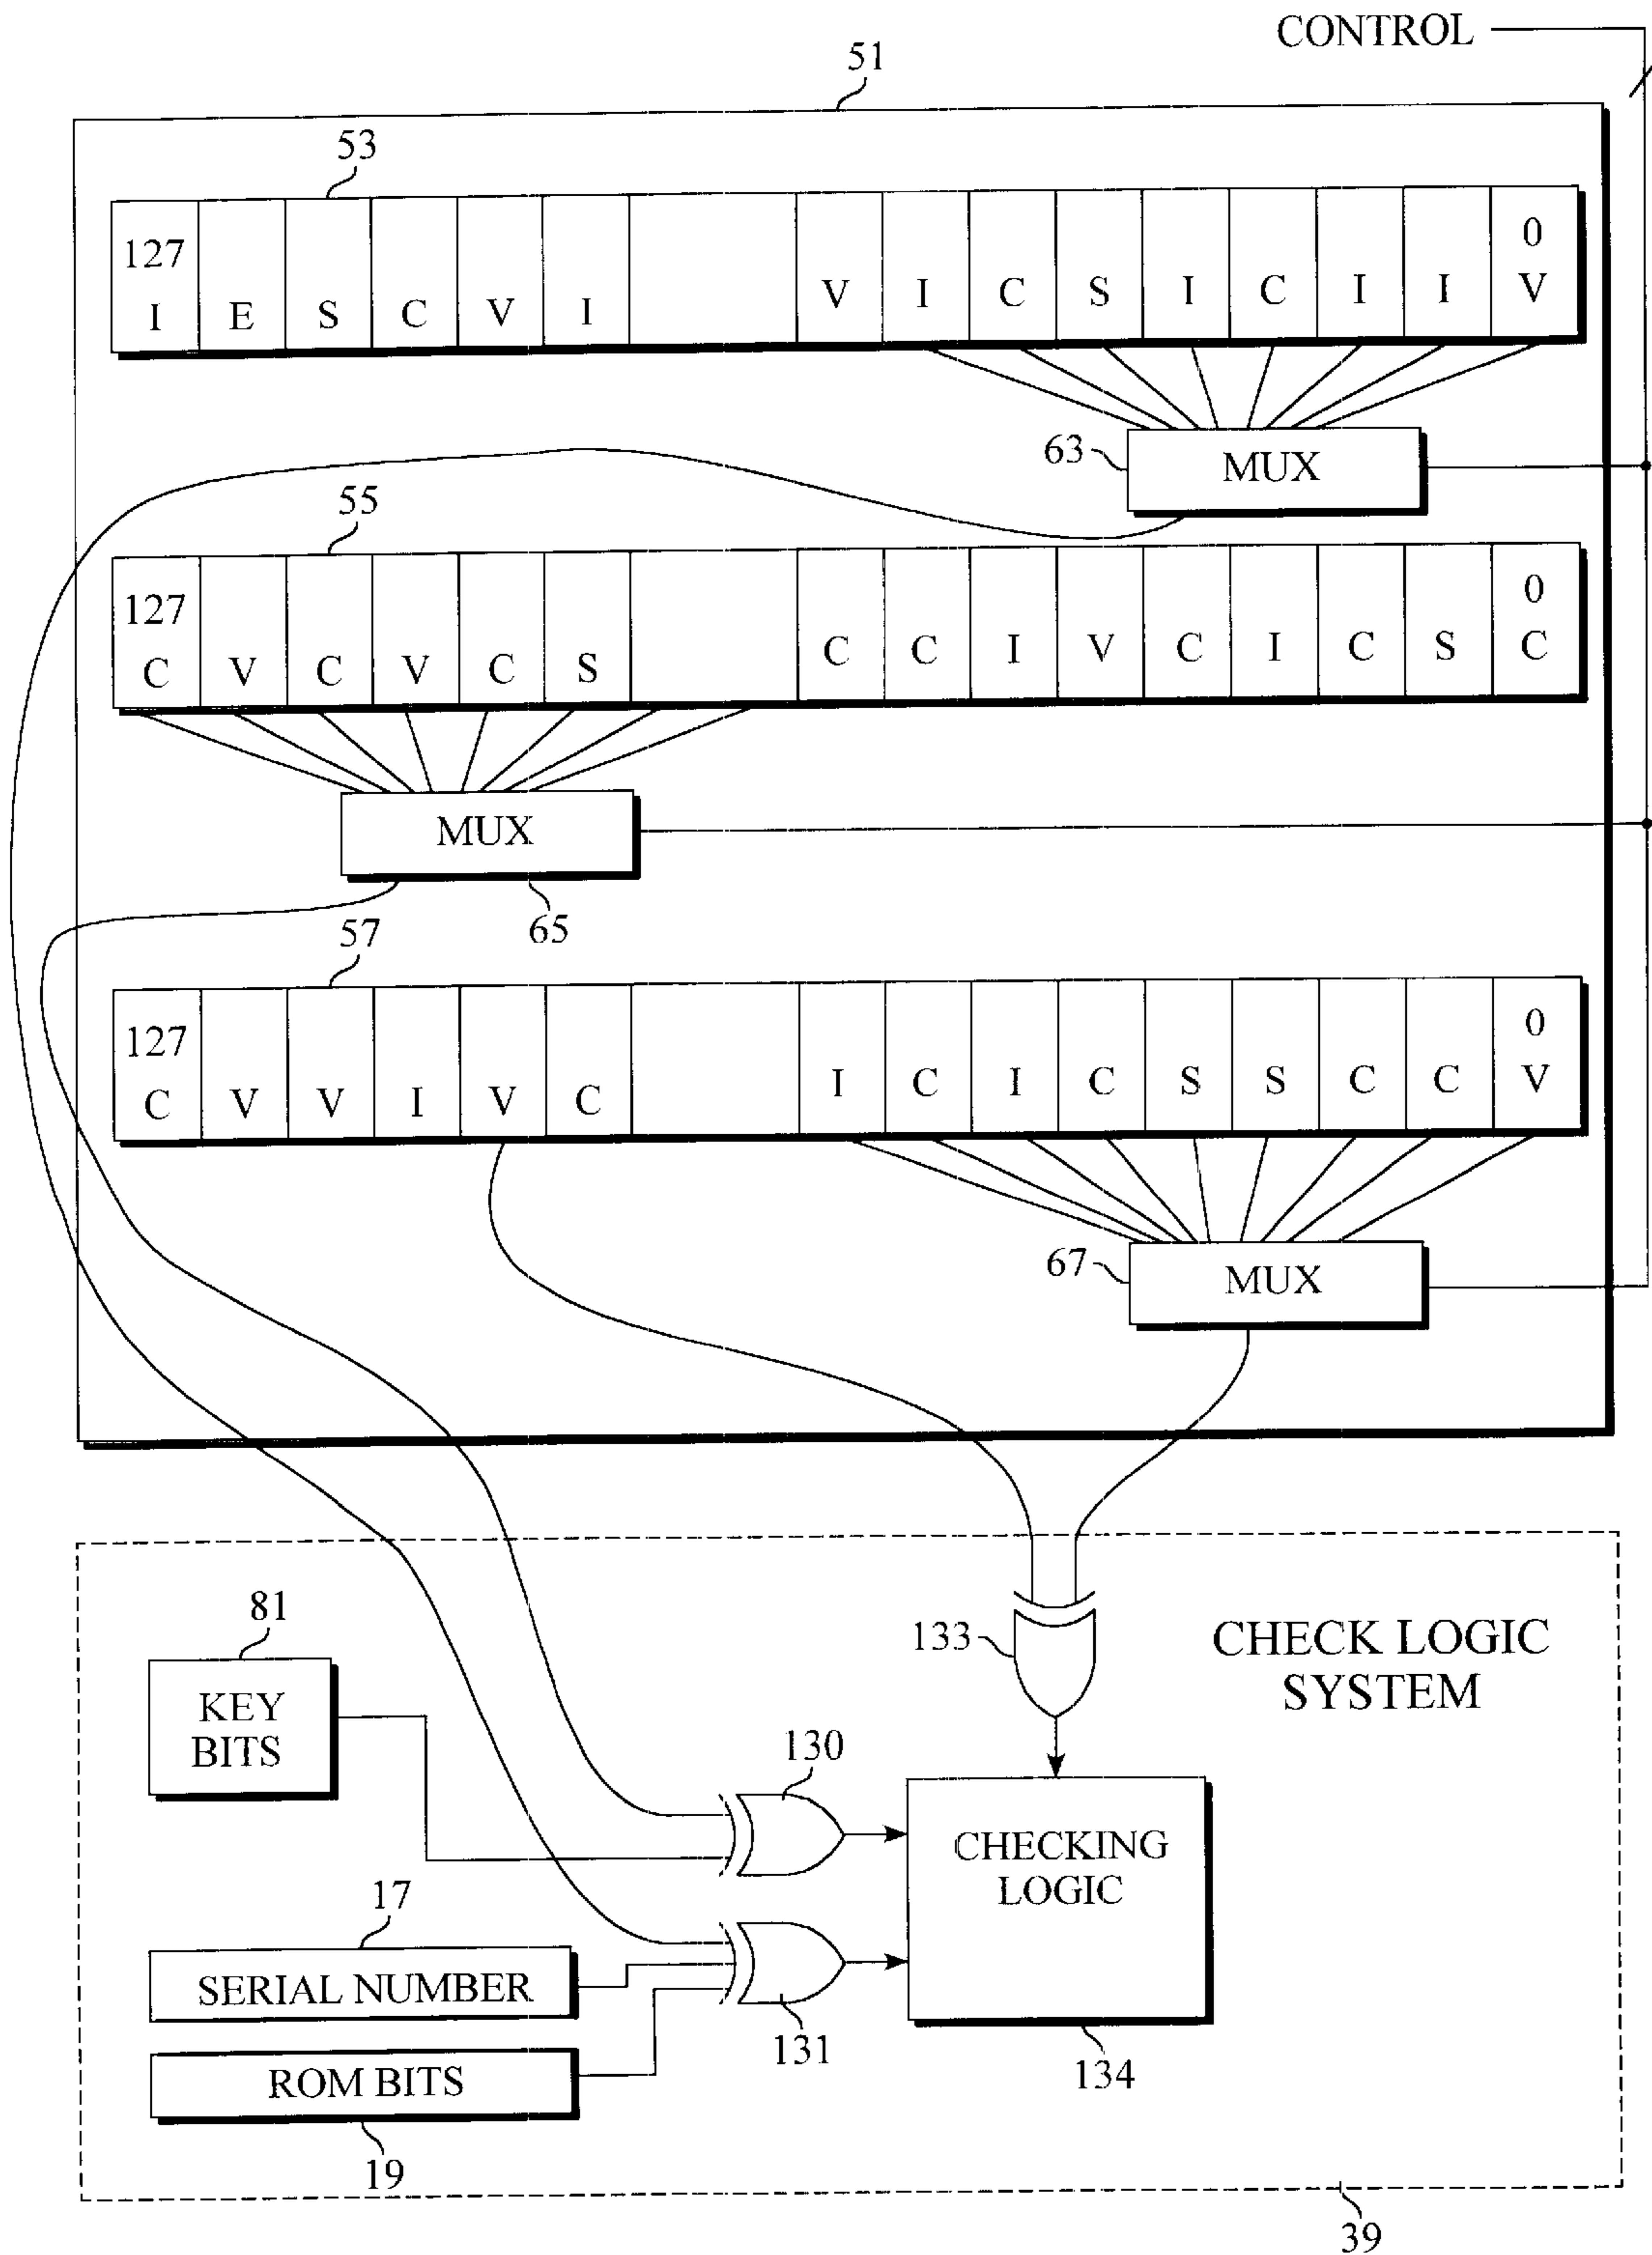 CONTROL
51
53
127 0
I E S C V I V I C S I C I I V
63 MUX
55
127 0
C V C V C S C C I V C I C S C
MUX
65
57
127 0
C V V I V C I C I C S S C C V
67 MUX
81
133
CHECK LOGIC
SYSTEM
KEY
BITS
130
CHECKING
LOGIC
17
SERIAL NUMBER
131
134
ROM BITS
19
39